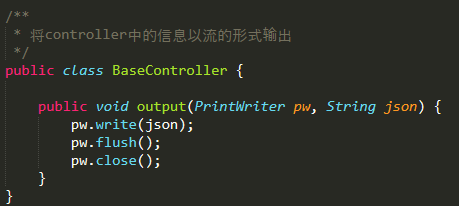 /**
 * 将controller中的信息以流的形式输出
 */
public class BaseController {
    public void output(PrintWriter pw, String json) {
        pw.write(json);
        pw.flush();
        pw.close();
    }
}